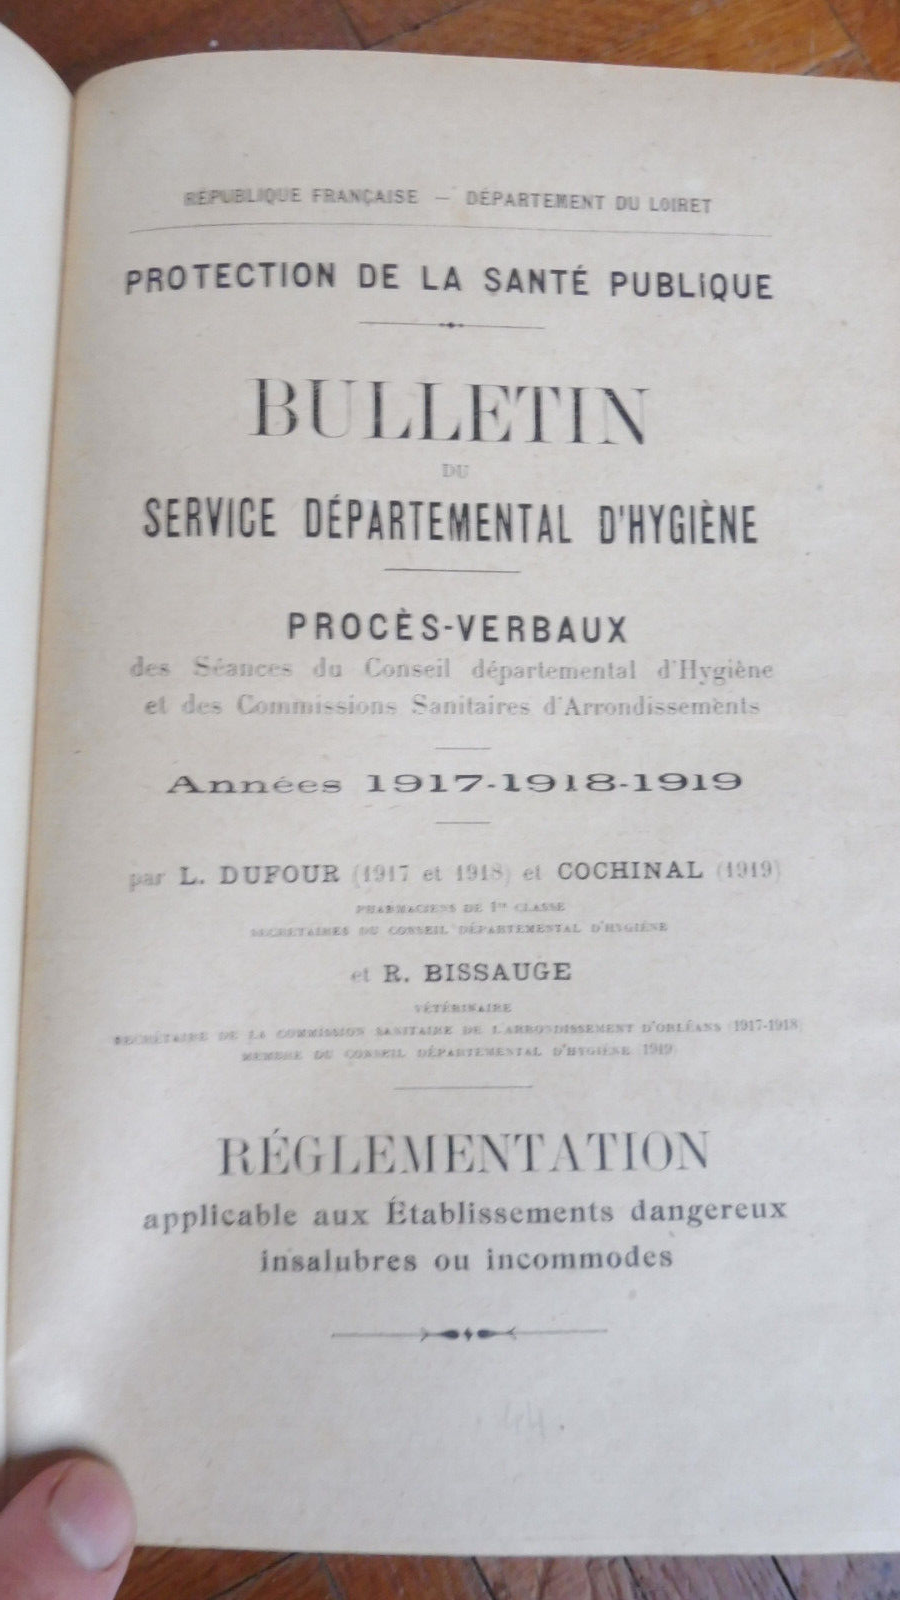 RÉPUBLIQUE FRANÇAISE — DÉPARTEMENT DU LOIRET
PROTECTION DE LA SANTÉ PUBLIQUE
BULLETIN
DU
SERVICE DÉPARTEMENTAL D'HYGIÈNE
PROCÈS-VERBAUX
des Séances du Conseil départemental d'Hygiène
et des Commissions Sanitaires d'Arrondissements
Années 1917-1918-1919
par L. DUFOUR (1917 et 1918) et COCHINAL (1919)
PHARMACIENS DE 1re CLASSE
SECRÉTAIRES DU CONSEIL DÉPARTEMENTAL D'HYGIÈNE
et R. BISSAUGE
VÉTÉRINAIRE
SECRÉTAIRE DE LA COMMISSION SANITAIRE DE L'ARRONDISSEMENT D'ORLÉANS (1917-1918)
MEMBRE DU CONSEIL DÉPARTEMENTAL D'HYGIÈNE (1919)
RÉGLEMENTATION
applicable aux Établissements dangereux
insalubres ou incommodes